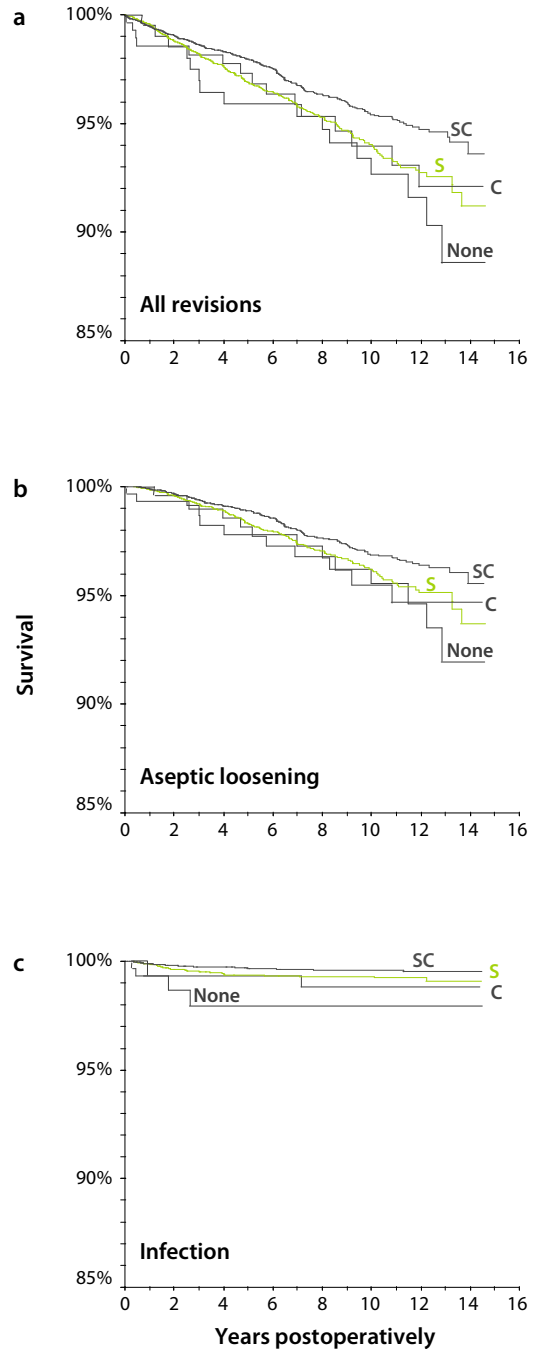 a
100%
95%
90%
85%
SC
S
C
None
All revisions
0 2 4 6 8 10 12 14 16
b
100%
95%
90%
85%
SC
S
C
None
Aseptic loosening
0 2 4 6 8 10 12 14 16
Survival
c
100%
95%
90%
85%
SC
S
C
None
Infection
0 2 4 6 8 10 12 14 16
Years postoperatively